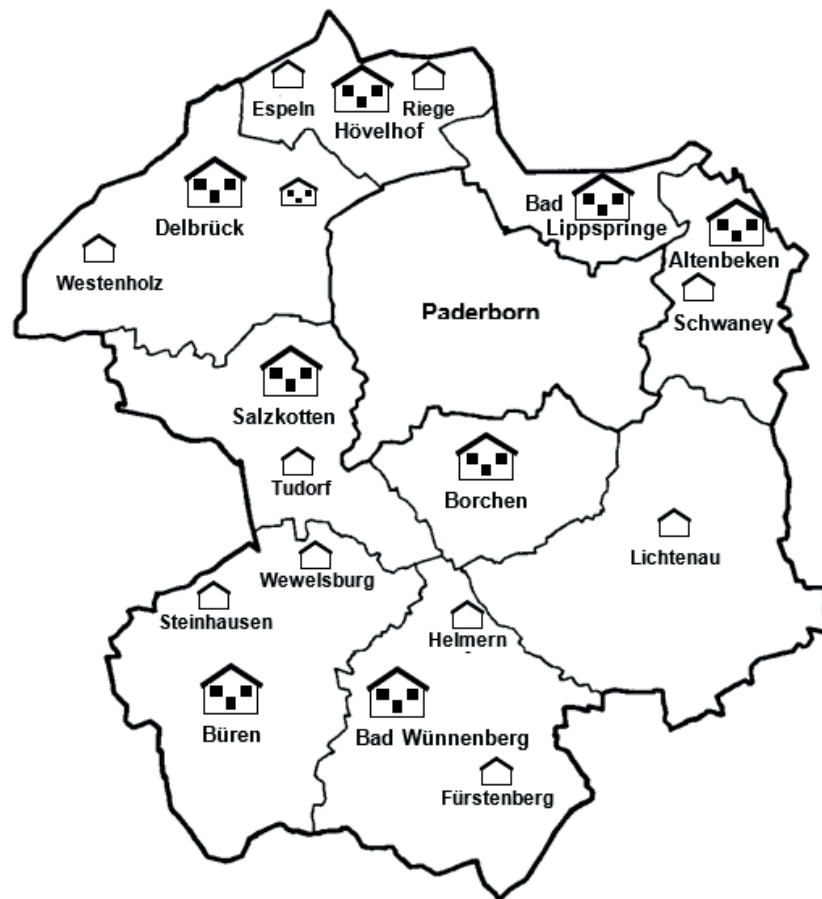 Espeln
Riege
Hövelhof
Delbrück
Bad
Lippspringe
Altenbeken
Westenholz
Paderborn
Schwaney
Salzkotten
Tudorf
Borchen
Lichtenau
Wewelsburg
Steinhausen
Helmern
Büren
Bad Wünnenberg
Fürstenberg